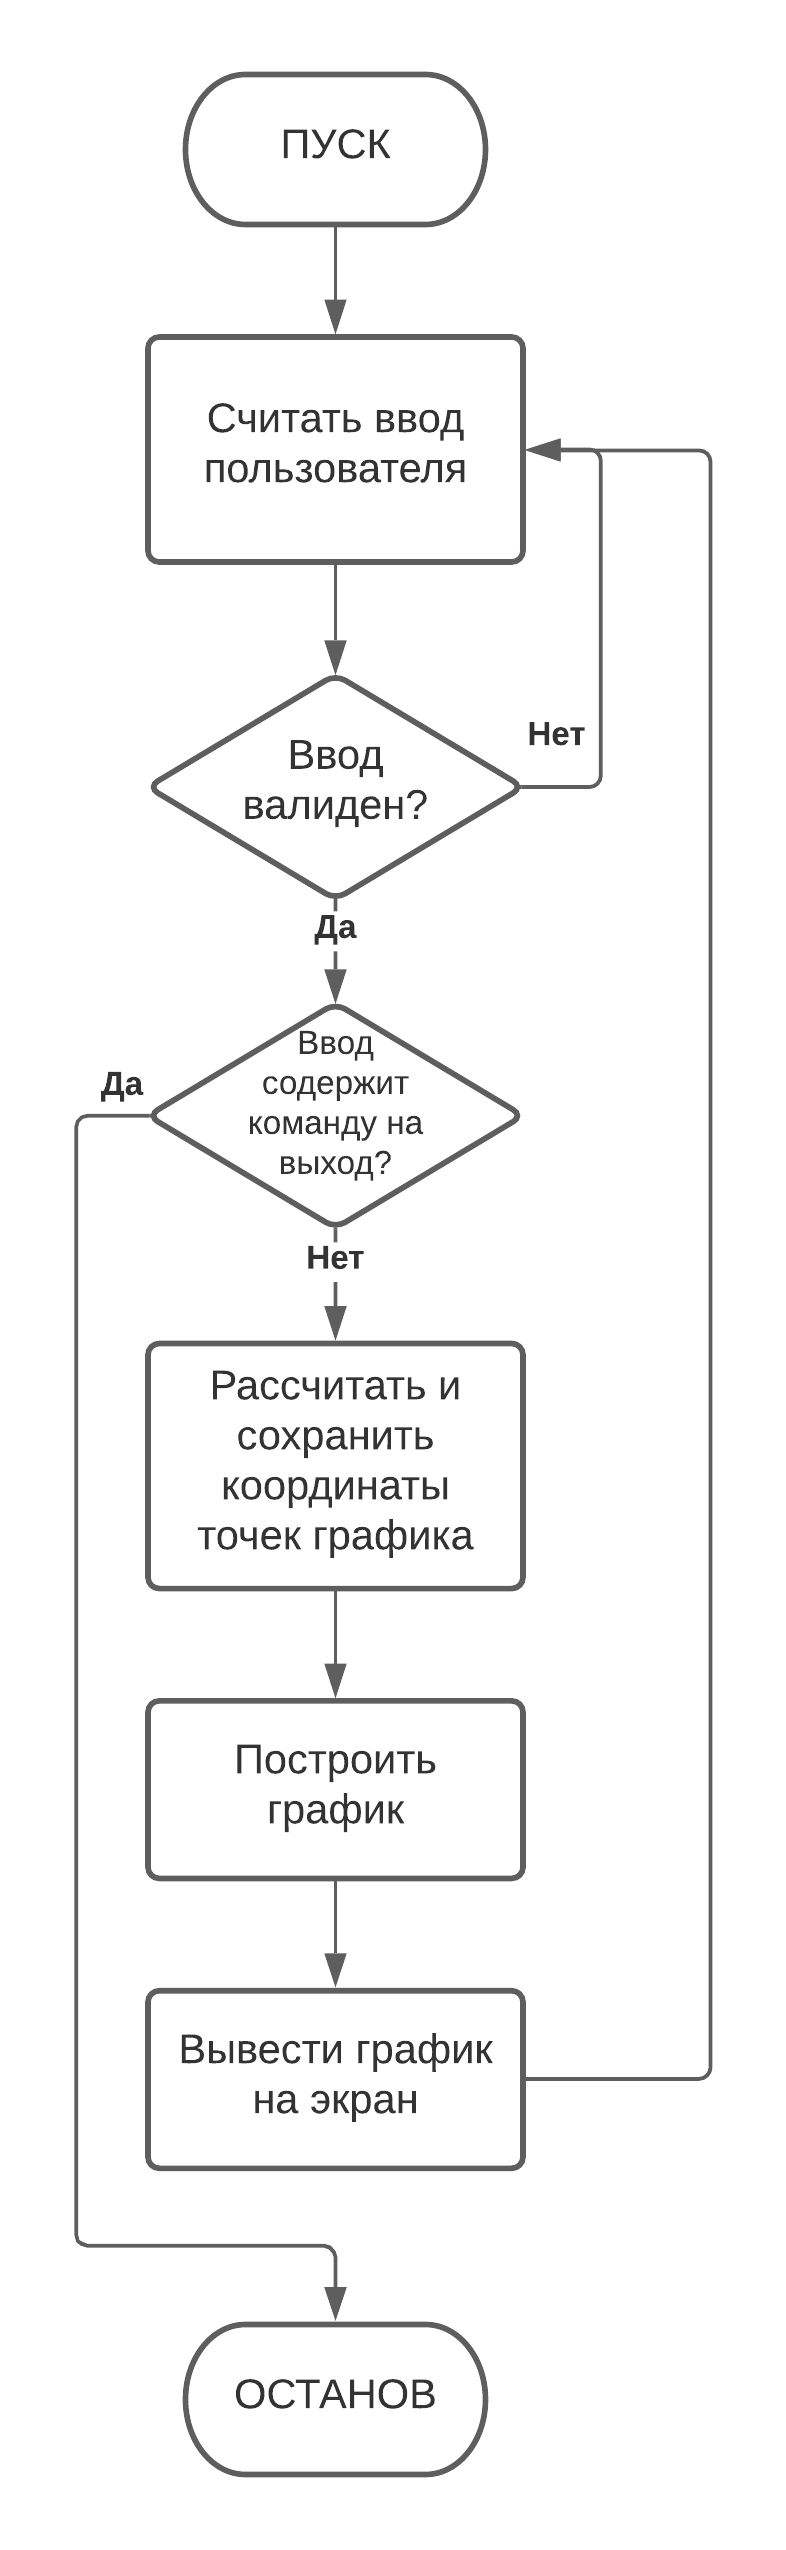 ПУСК
Считать ввод
пользователя
Ввод
валиден?
Нет
Да
Ввод
содержит
команду на
выход?
Да
Нет
Рассчитать и
сохранить
координаты
точек графика
Построить
график
Вывести график
на экран
ОСТАНОВ